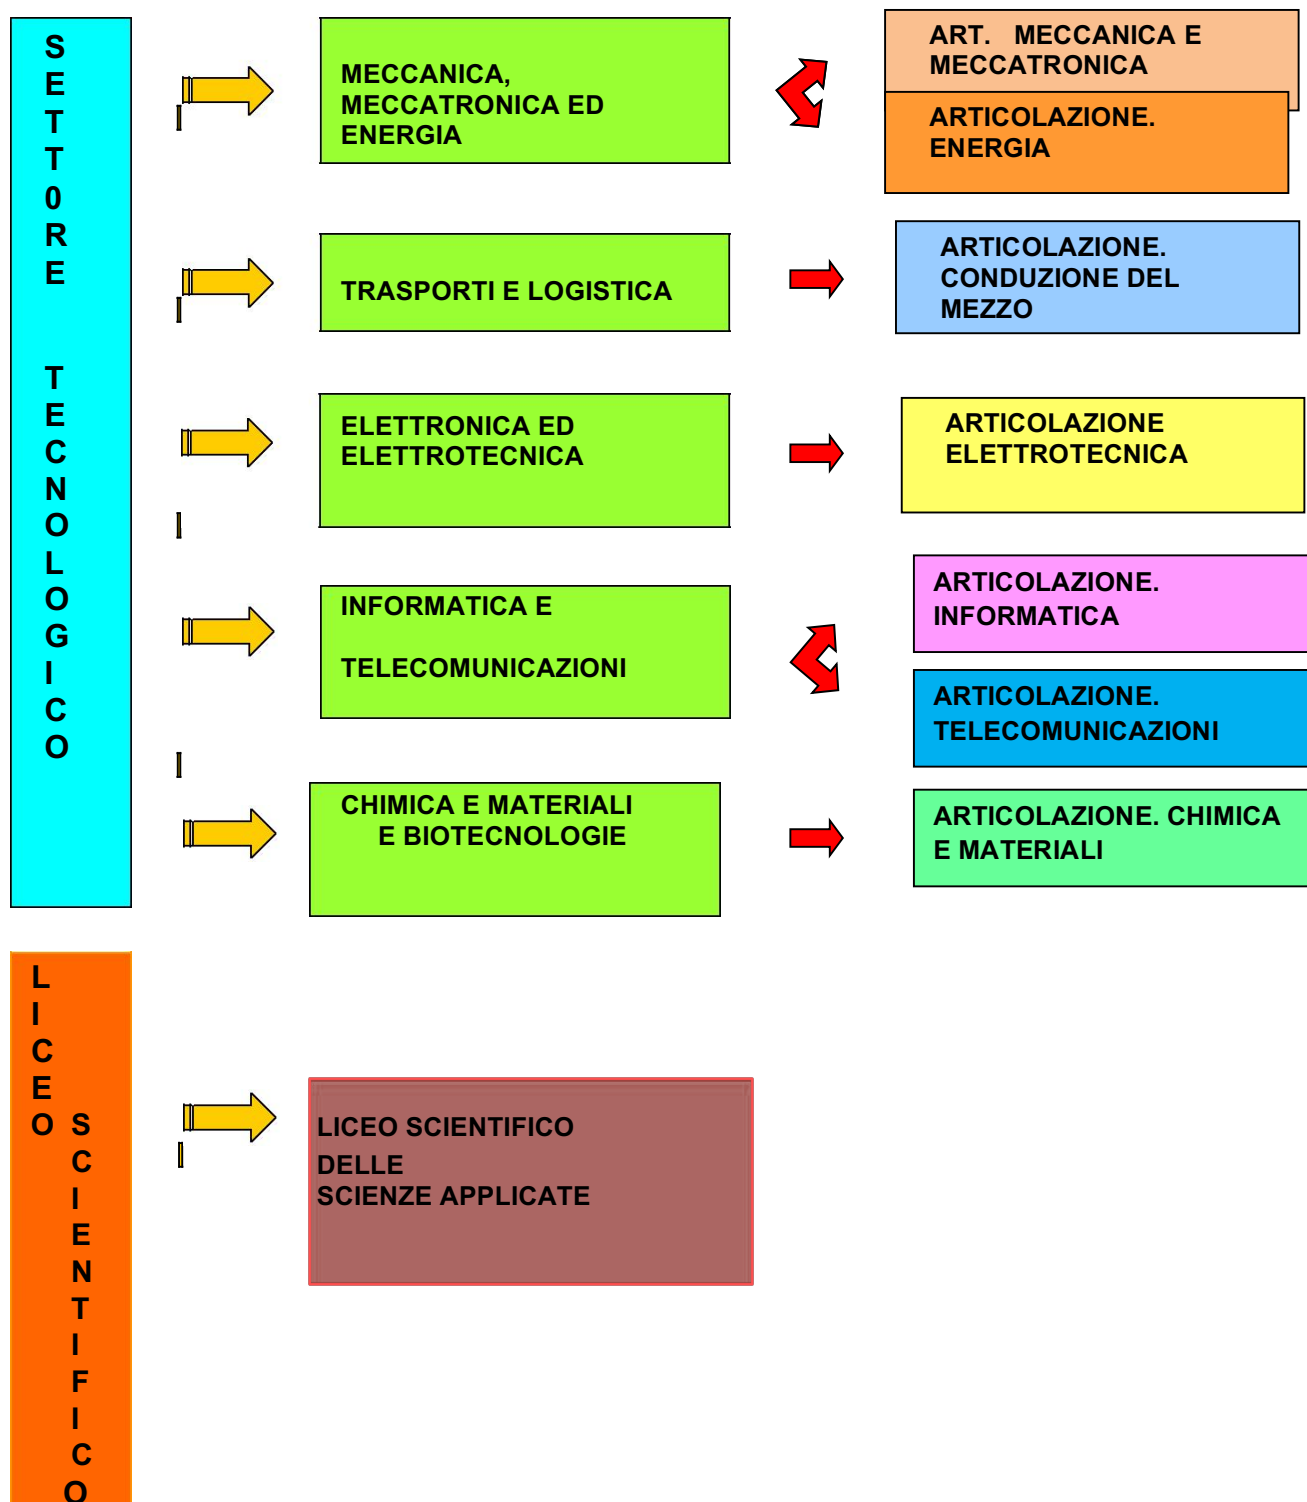 SETT0RE TECNOLOGICO
MECCANICA,
MECCATRONICA ED
ENERGIA
ART. MECCANICA E
MECCATRONICA
ARTICOLAZIONE.
ENERGIA
TRASPORTI E LOGISTICA
ARTICOLAZIONE.
CONDUZIONE DEL
MEZZO
ELETTRONICA ED
ELETTROTECNICA
ARTICOLAZIONE
ELETTROTECNICA
INFORMATICA E
TELECOMUNICAZIONI
ARTICOLAZIONE.
INFORMATICA
ARTICOLAZIONE.
TELECOMUNICAZIONI
CHIMICA E MATERIALI
E BIOTECNOLOGIE
ARTICOLAZIONE. CHIMICA
E MATERIALI
LICEO
SCIENTIFICO
LICEO SCIENTIFICO
DELLE
SCIENZE APPLICATE